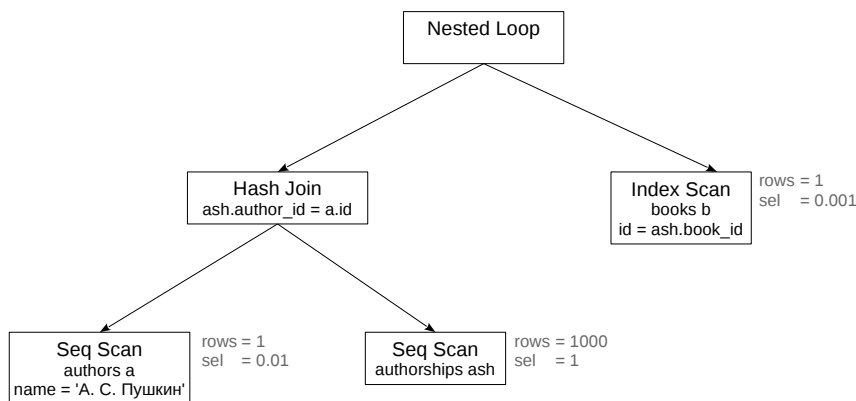 Nested Loop
Hash Join
ash.author_id = a.id
Index Scan
books b
id = ash.book_id
rows = 1
sel = 0.001
Seq Scan
authors a
name = 'А. С. Пушкин'
rows = 1
sel = 0.01
Seq Scan
authorships ash
rows = 1000
sel = 1